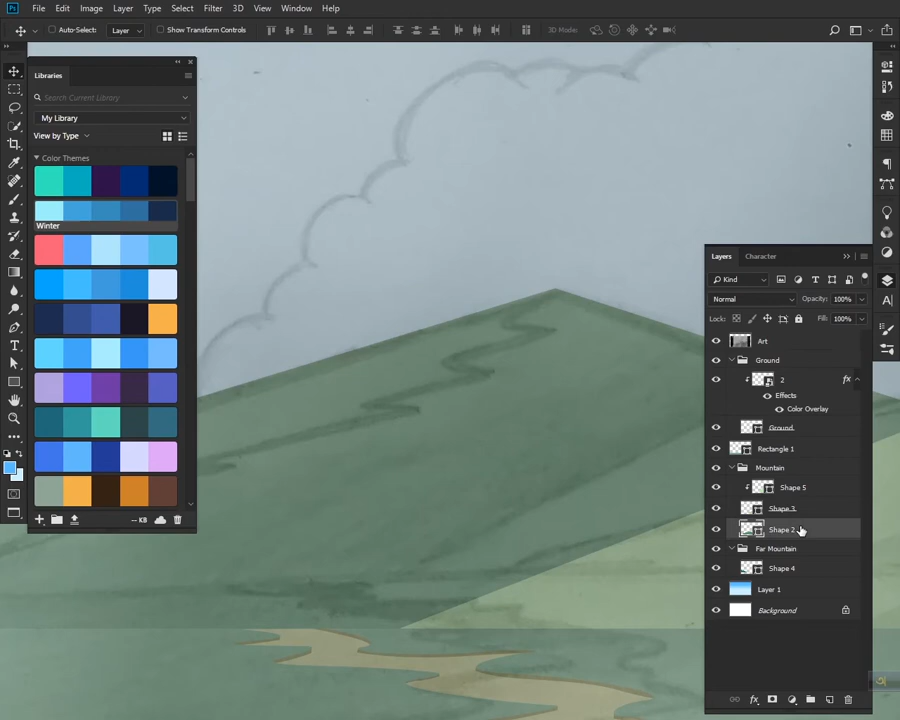 Ps File Edit Image Layer Type Select Filter 3D View Window Help
Auto-Select: Layer Show Transform Controls 3D Mode:
Libraries
Search Current Library
My Library
View by Type
Color Themes
Winter
-- KB
Layers Character
Kind
Normal Opacity: 100%
Lock: Fill: 100%
Art
Ground
2 fx
Effects
Color Overlay
Ground
Rectangle 1
Mountain
Shape 5
Shape 3
Shape 2
Far Mountain
Shape 4
Layer 1
Background
fx